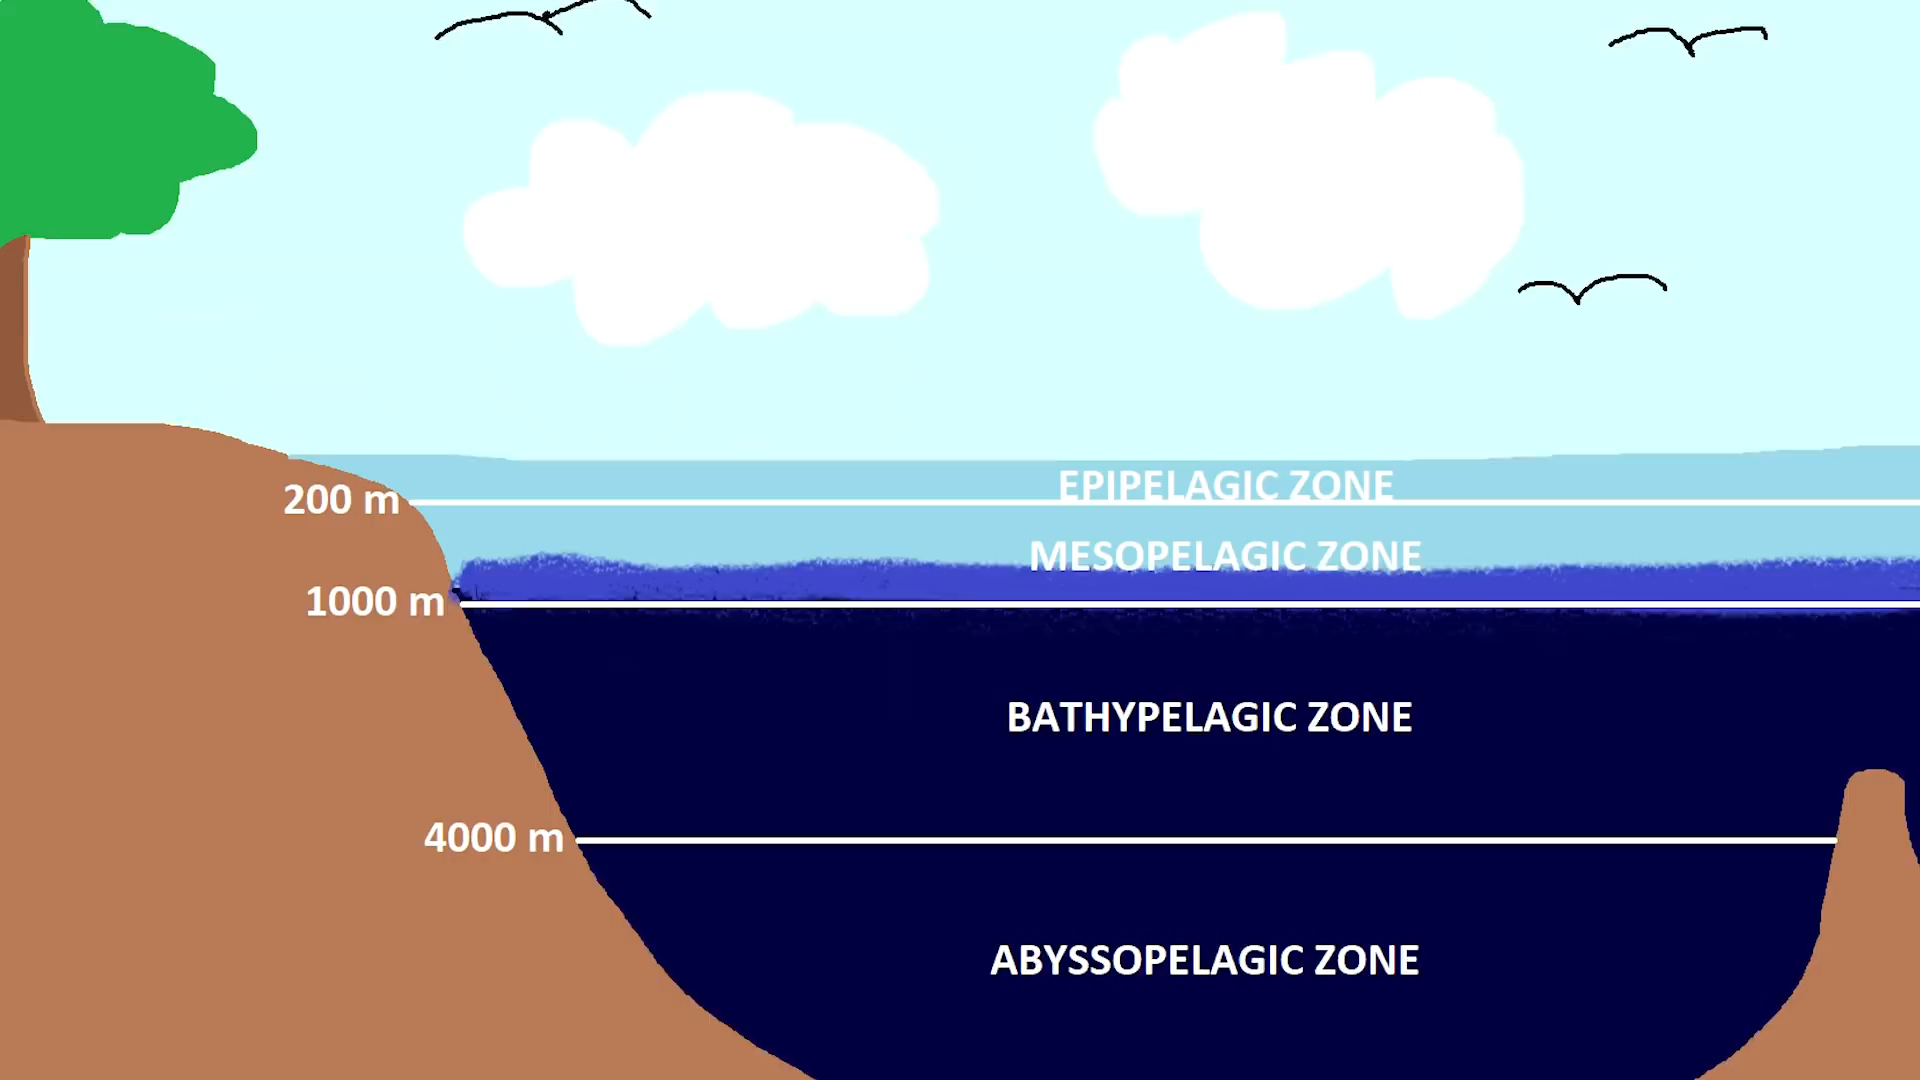 EPIPELAGIC ZONE
200 m
MESOPELAGIC ZONE
1000 m
BATHYPELAGIC ZONE
4000 m
ABYSSOPELAGIC ZONE